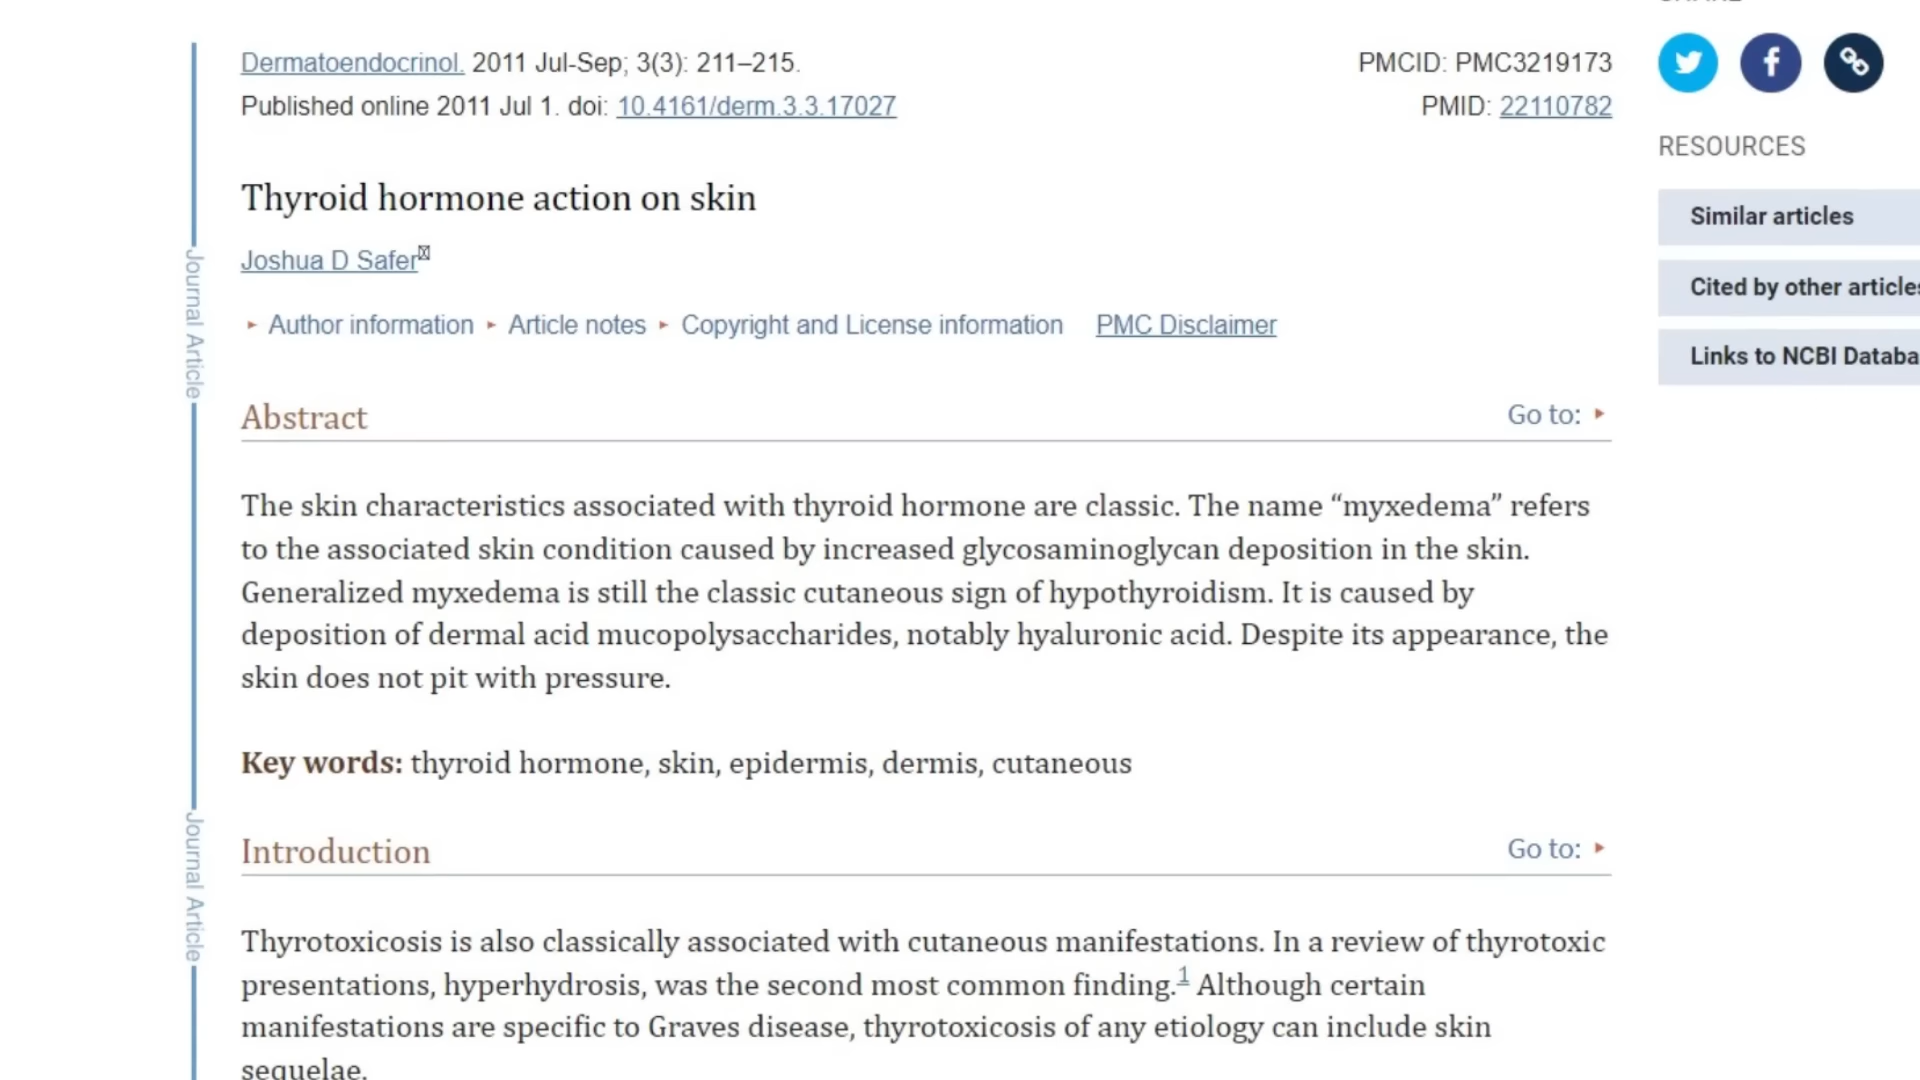 Dermatoendocrinol. 2011 Jul-Sep; 3(3): 211–215.
PMCID: PMC3219173
Published online 2011 Jul 1. doi: 10.4161/derm.3.3.17027
PMID: 22110782
Thyroid hormone action on skin
Joshua D Safer
Author information Article notes Copyright and License information PMC Disclaimer
Abstract
Go to:
The skin characteristics associated with thyroid hormone are classic. The name “myxedema” refers
to the associated skin condition caused by increased glycosaminoglycan deposition in the skin.
Generalized myxedema is still the classic cutaneous sign of hypothyroidism. It is caused by
deposition of dermal acid mucopolysaccharides, notably hyaluronic acid. Despite its appearance, the
skin does not pit with pressure.
Key words: thyroid hormone, skin, epidermis, dermis, cutaneous
Introduction
Go to:
Thyrotoxicosis is also classically associated with cutaneous manifestations. In a review of thyrotoxic
presentations, hyperhydrosis, was the second most common finding.1 Although certain
manifestations are specific to Graves disease, thyrotoxicosis of any etiology can include skin
sequelae.
Journal Article
Journal Article
RESOURCES
Similar articles
Cited by other articles
Links to NCBI Databa